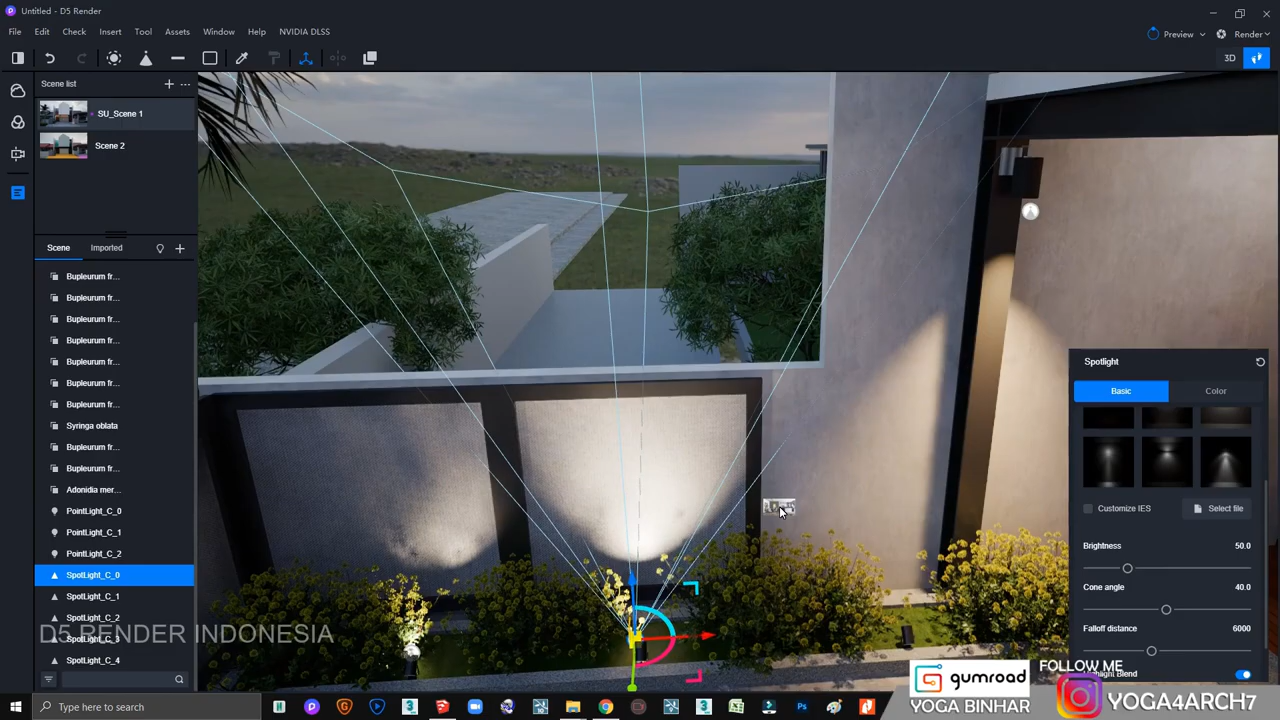 Untitled - D5 Render
File Edit Check Insert Tool Assets Window Help NVIDIA DLSS
Preview Render
3D
Scene list
SU_Scene 1
Scene 2
Scene Imported
Bupleurum fr...
Bupleurum fr...
Bupleurum fr...
Bupleurum fr...
Bupleurum fr...
Bupleurum fr...
Bupleurum fr...
Syringa oblata
Bupleurum fr...
Bupleurum fr...
Adonidia mer...
PointLight_C_0
PointLight_C_1
PointLight_C_2
SpotLight_C_0
SpotLight_C_1
SpotLight_C_2
D5 RENDER INDONESIA
SpotLight_C_4
Spotlight
Basic Color
Customize IES Select file
Brightness 50.0
Cone angle 40.0
Falloff distance 6000
Blend
gumroad
YOGA BINHAR
FOLLOW ME
YOGA4ARCH7
Type here to search